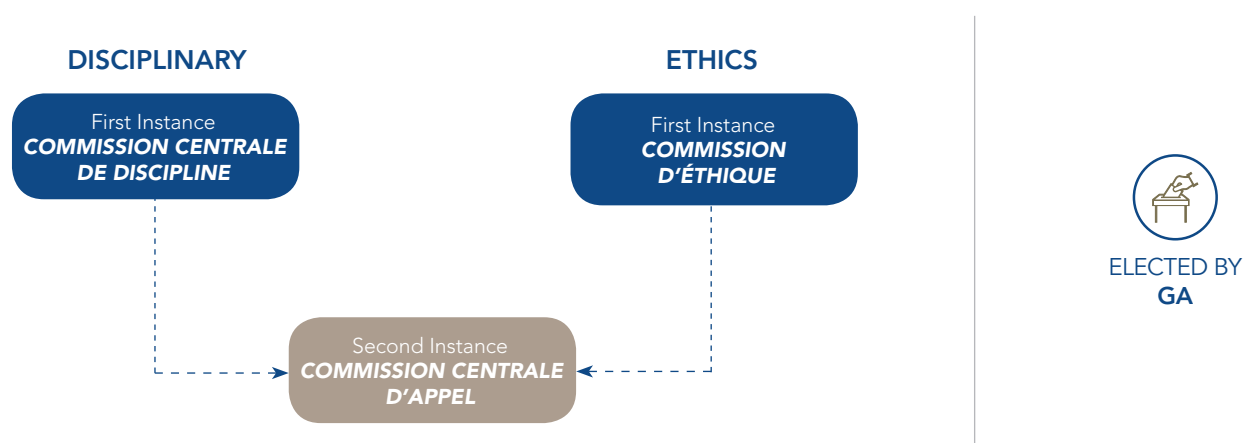 DISCIPLINARY
First Instance
COMMISSION CENTRALE
DE DISCIPLINE
ETHICS
First Instance
COMMISSION
D'ÉTHIQUE
Second Instance
COMMISSION CENTRALE
D'APPEL
ELECTED BY
GA